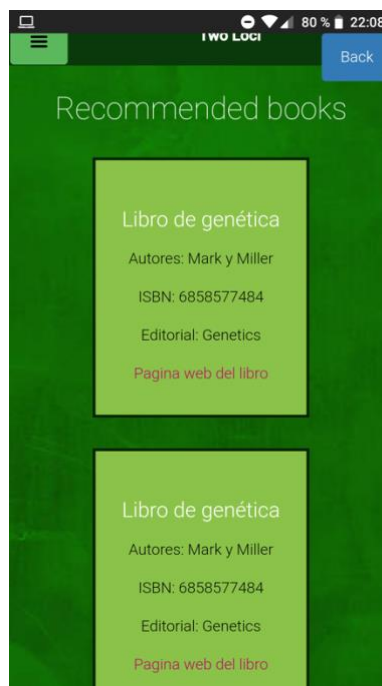 80 % 22:08
Two Loci
Back
Recommended books
Libro de genética
Autores: Mark y Miller
ISBN: 6858577484
Editorial: Genetics
Pagina web del libro
Libro de genética
Autores: Mark y Miller
ISBN: 6858577484
Editorial: Genetics
Pagina web del libro